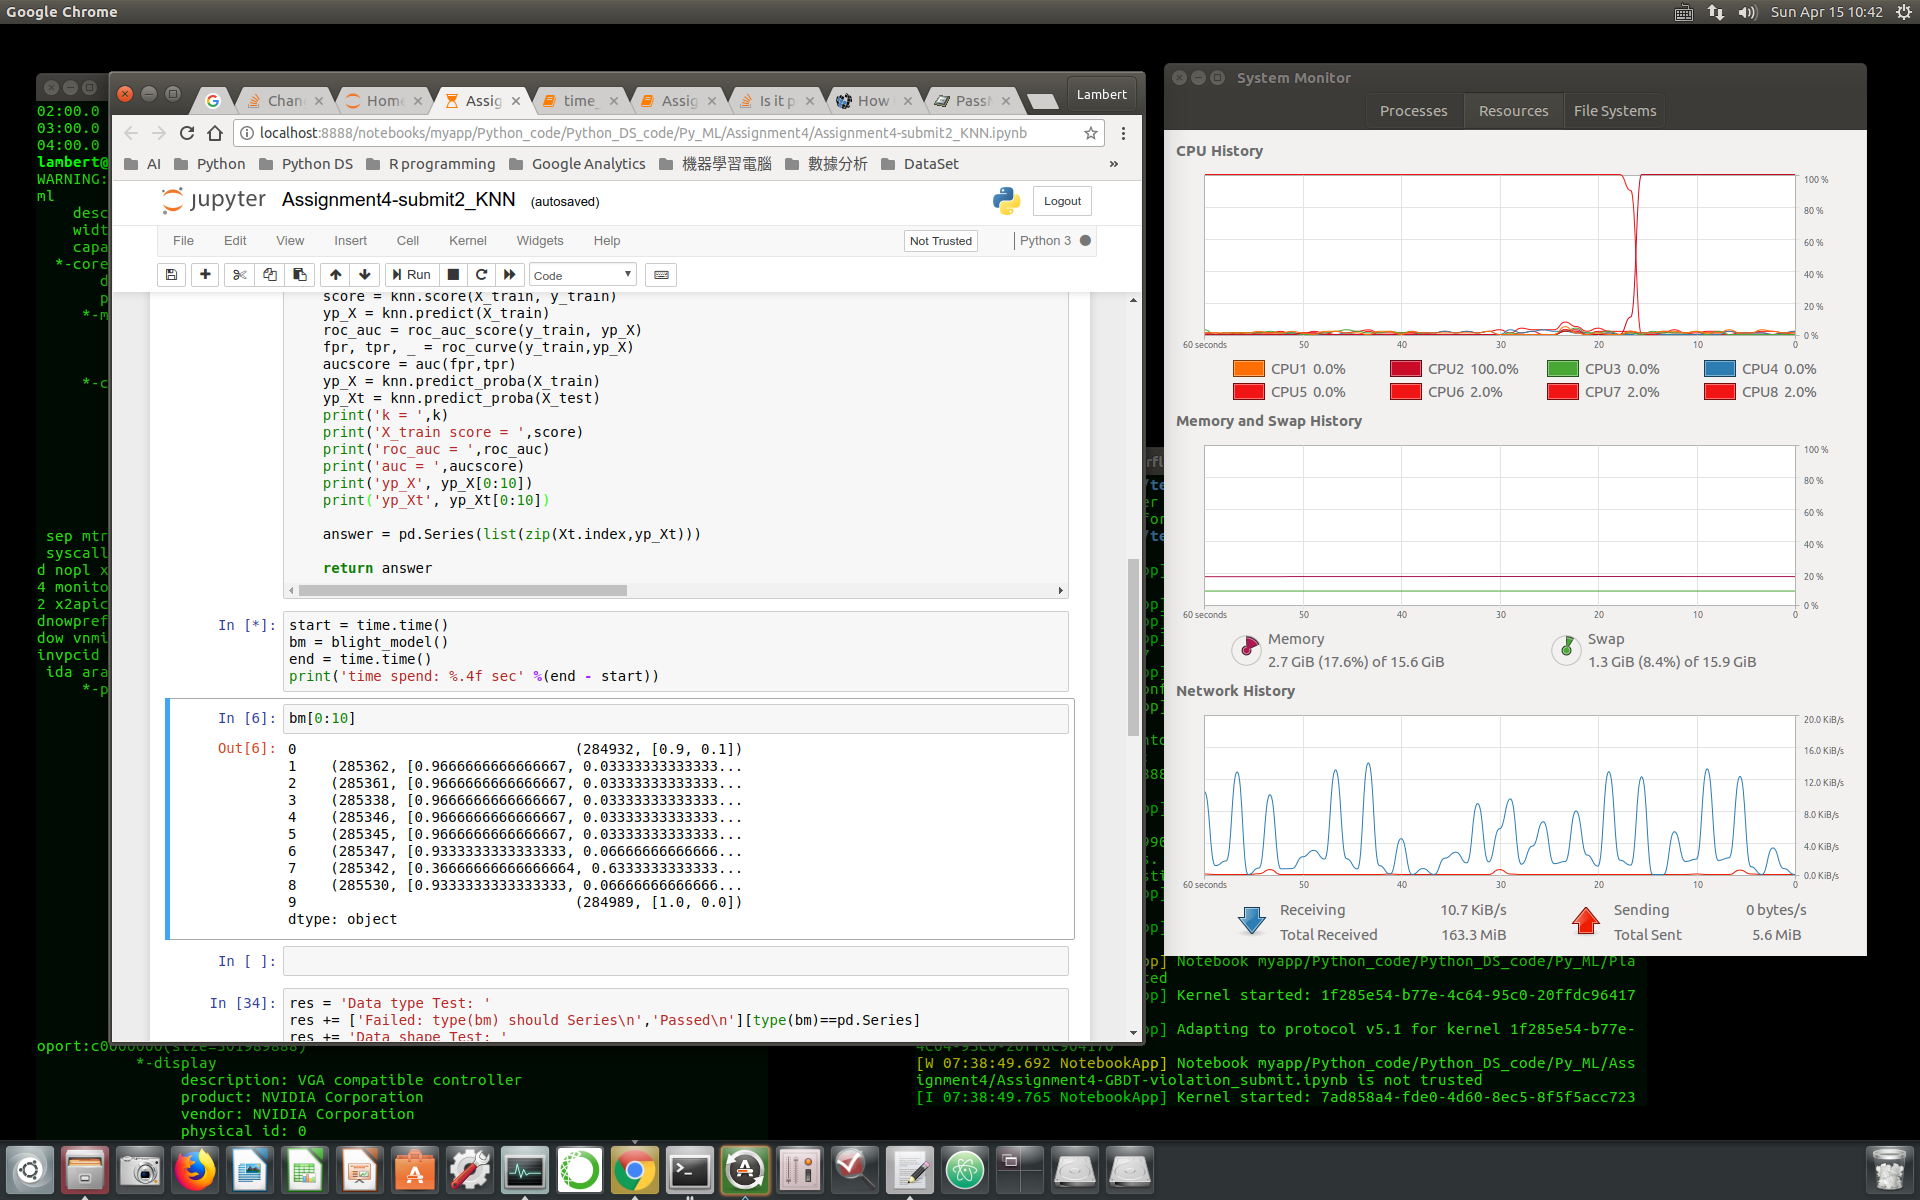 Google Chrome
Sun Apr 15 10:42
02:00.0
03:00.0
04:00.0
lambert@
WARNING:
ml
desc
widt
capa
*-core
d
p
*-m
*-c
sep mtr
syscall
d nopl x
4 monito
2 x2apic
dnowpref
dow vnmi
invpcid
ida ara
*-p
*-display
description: VGA compatible controller
product: NVIDIA Corporation
vendor: NVIDIA Corporation
physical id: 0
Chan
Home
Assig
time_
Assig
Is it p
How
PassM
Lambert
localhost:8888/notebooks/myapp/Python_code/Python_DS_code/Py_ML/Assignment4/Assignment4-submit2_KNN.ipynb
AI
Python
Python DS
R programming
Google Analytics
機器學習電腦
數據分析
DataSet
»
jupyter
Assignment4-submit2_KNN
(autosaved)
Logout
File Edit View Insert Cell Kernel Widgets Help
Not Trusted
Python 3
Run
Code
score = knn.score(X_train, y_train)
yp_X = knn.predict(X_train)
roc_auc = roc_auc_score(y_train, yp_X)
fpr, tpr, _ = roc_curve(y_train,yp_X)
aucscore = auc(fpr,tpr)
yp_X = knn.predict_proba(X_train)
yp_Xt = knn.predict_proba(X_test)
print('k = ',k)
print('X_train score = ',score)
print('roc_auc = ',roc_auc)
print('auc = ',aucscore)
print('yp_X', yp_X[0:10])
print('yp_Xt', yp_Xt[0:10])
answer = pd.Series(list(zip(Xt.index,yp_Xt)))
return answer
In [*]:
start = time.time()
bm = blight_model()
end = time.time()
print('time spend: %.4f sec' %(end - start))
In [6]: bm[0:10]
Out[6]: 0 (284932, [0.9, 0.1])
1 (285362, [0.9666666666666667, 0.03333333333333...
2 (285361, [0.9666666666666667, 0.03333333333333...
3 (285338, [0.9666666666666667, 0.03333333333333...
4 (285346, [0.9666666666666667, 0.03333333333333...
5 (285345, [0.9666666666666667, 0.03333333333333...
6 (285347, [0.9333333333333333, 0.06666666666666...
7 (285342, [0.36666666666666664, 0.6333333333333...
8 (285530, [0.9333333333333333, 0.06666666666666...
9 (284989, [1.0, 0.0])
dtype: object
In [ ]:
In [34]: res = 'Data type Test: '
res += ['Failed: type(bm) should Series\n','Passed\n'][type(bm)==pd.Series]
res += 'Data shape Test: '
System Monitor
Processes Resources File Systems
CPU History
100 %
80 %
60 %
40 %
20 %
0 %
60 seconds 50 40 30 20 10 0
CPU1 0.0% CPU2 100.0% CPU3 0.0% CPU4 0.0%
CPU5 0.0% CPU6 2.0% CPU7 2.0% CPU8 2.0%
Memory and Swap History
100 %
80 %
60 %
40 %
20 %
0 %
60 seconds 50 40 30 20 10 0
Memory
2.7 GiB (17.6%) of 15.6 GiB
Swap
1.3 GiB (8.4%) of 15.9 GiB
Network History
20.0 KiB/s
16.0 KiB/s
12.0 KiB/s
8.0 KiB/s
4.0 KiB/s
0.0 KiB/s
60 seconds 50 40 30 20 10 0
Receiving 10.7 KiB/s
Total Received 163.3 MiB
Sending 0 bytes/s
Total Sent 5.6 MiB
Notebook myapp/Python_code/Python_DS_code/Py_ML/Pla
Kernel started: 1f285e54-b77e-4c64-95c0-20ffdc96417
Adapting to protocol v5.1 for kernel 1f285e54-b77e-
[W 07:38:49.692 NotebookApp] Notebook myapp/Python_code/Python_DS_code/Py_ML/Ass
ignment4/Assignment4-GBDT-violation_submit.ipynb is not trusted
[I 07:38:49.765 NotebookApp] Kernel started: 7ad858a4-fde0-4d60-8ec5-8f5f5acc723